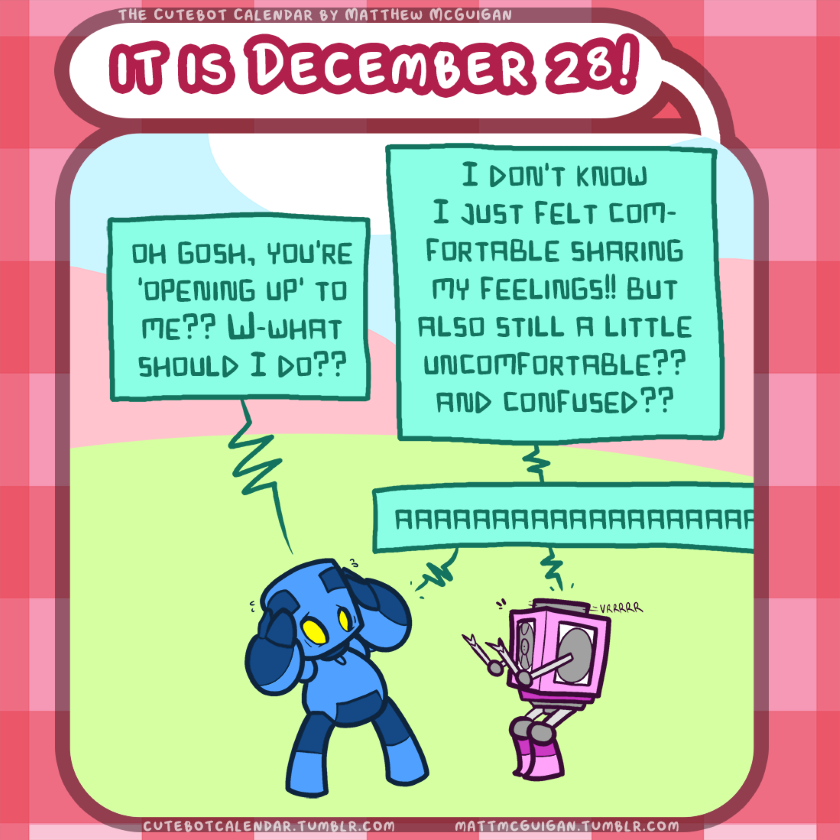 The Cutebot Calendar by Matthew McGuigan
It is December 28!
Oh gosh, you're
'opening up' to
me?? W-what
should I do??
I don't know
I just felt com-
fortable sharing
my feelings!! But
also still a little
uncomfortable??
And confused??
AAAAAAAAAAAAAAAAAAA
VRRRRR
cutebotcalendar.tumblr.com
mattmcguigan.tumblr.com